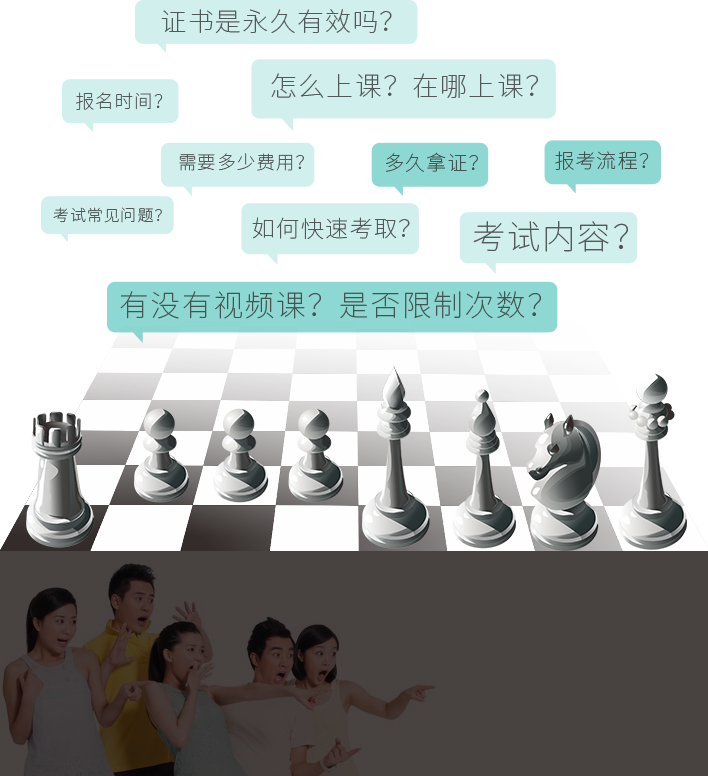 证书是永久有效吗？
怎么上课？在哪上课？
报名时间？
需要多少费用？
多久拿证？
报考流程？
考试常见问题？
如何快速考取？
考试内容？
有没有视频课？是否限制次数？